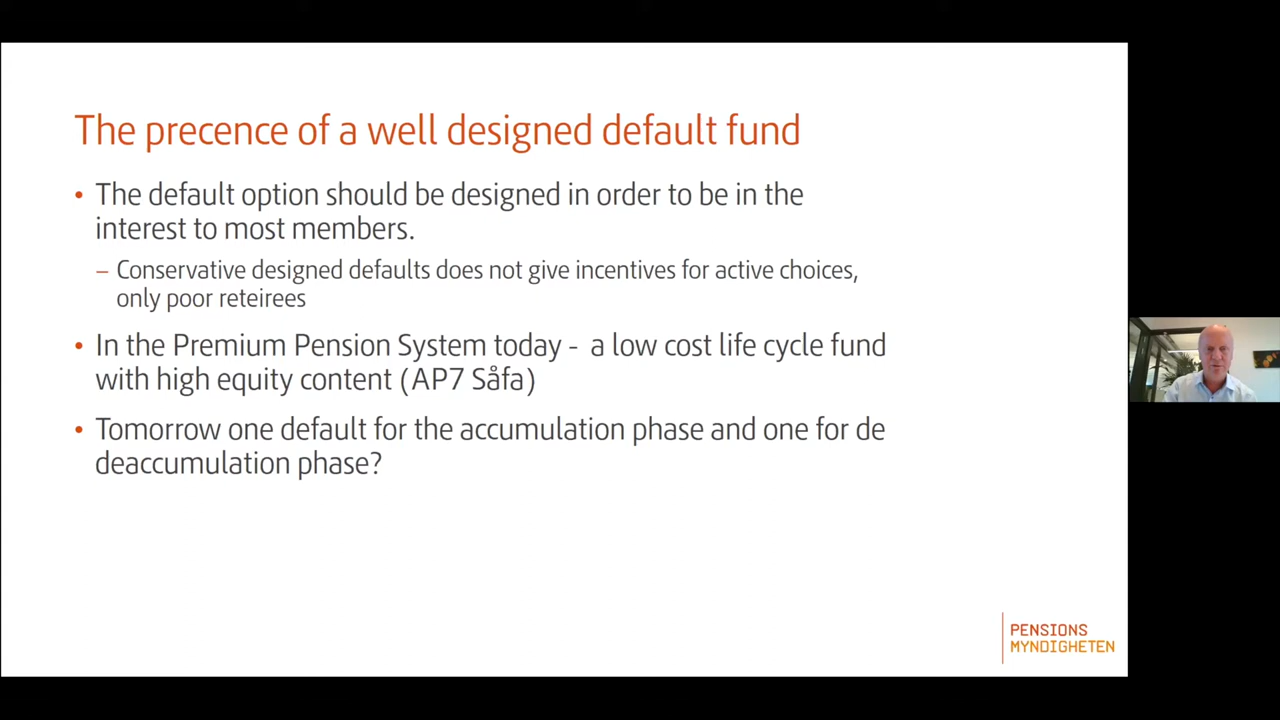 The precence of a well designed default fund
• The default option should be designed in order to be in the
interest to most members.
– Conservative designed defaults does not give incentives for active choices,
only poor reteirees
• In the Premium Pension System today - a low cost life cycle fund
with high equity content (AP7 Såfa)
• Tomorrow one default for the accumulation phase and one for de
deaccumulation phase?
PENSIONS
MYNDIGHETEN